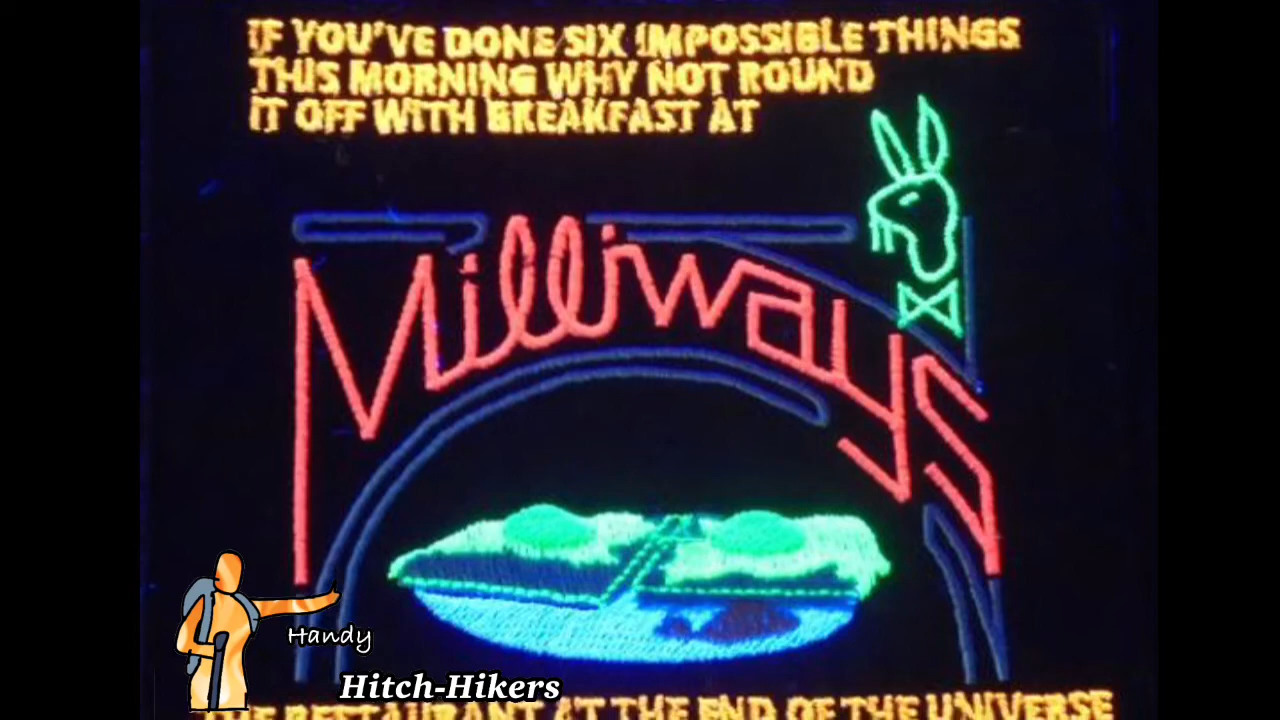 IF YOU'VE DONE SIX IMPOSSIBLE THINGS
THIS MORNING WHY NOT ROUND
IT OFF WITH BREAKFAST AT
Milliways
Handy
Hitch-Hikers
THE RESTAURANT AT THE END OF THE UNIVERSE